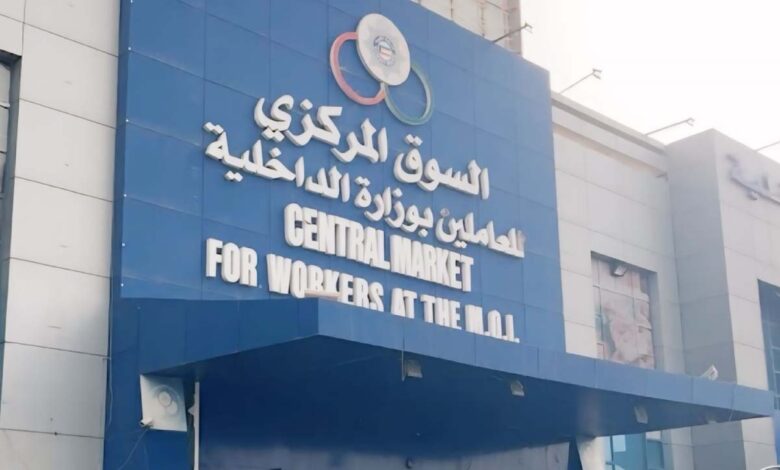 السوق المركزي
للعاملين بوزارة الداخلية
CENTRAL MARKET
FOR WORKERS AT THE M.O.I.